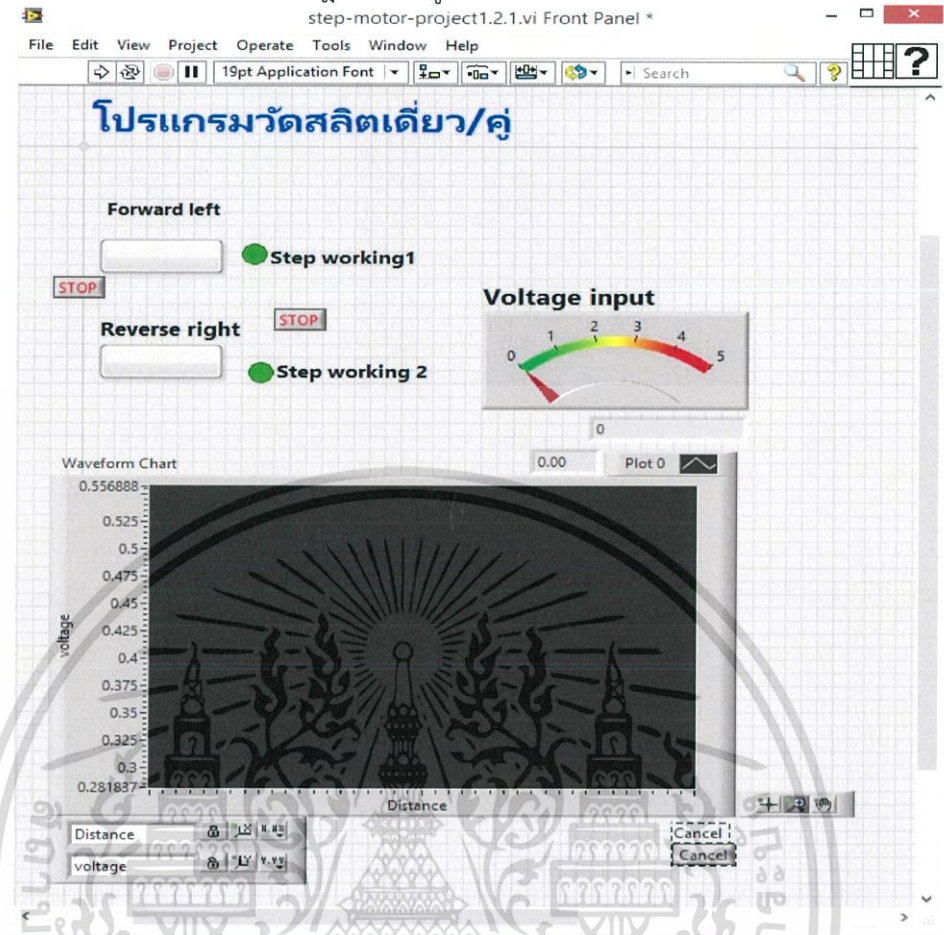 step-motor-project1.2.1.vi Front Panel *
File Edit View Project Operate Tools Window Help
19pt Application Font Search ?
โปรแกรมวัดสลิตเดี่ยว/คู่
Forward left
Step working1
STOP
Voltage input
Reverse right STOP
0 1 2 3 4 5
Step working 2
0
Waveform Chart 0.00 Plot 0
0.556888
0.525
0.5
0.475
0.45
0.425
0.4
0.375
0.35
0.325
0.3
0.281837
voltage
Distance
Distance X.XX
voltage Y.YY
Cancel
Cancel